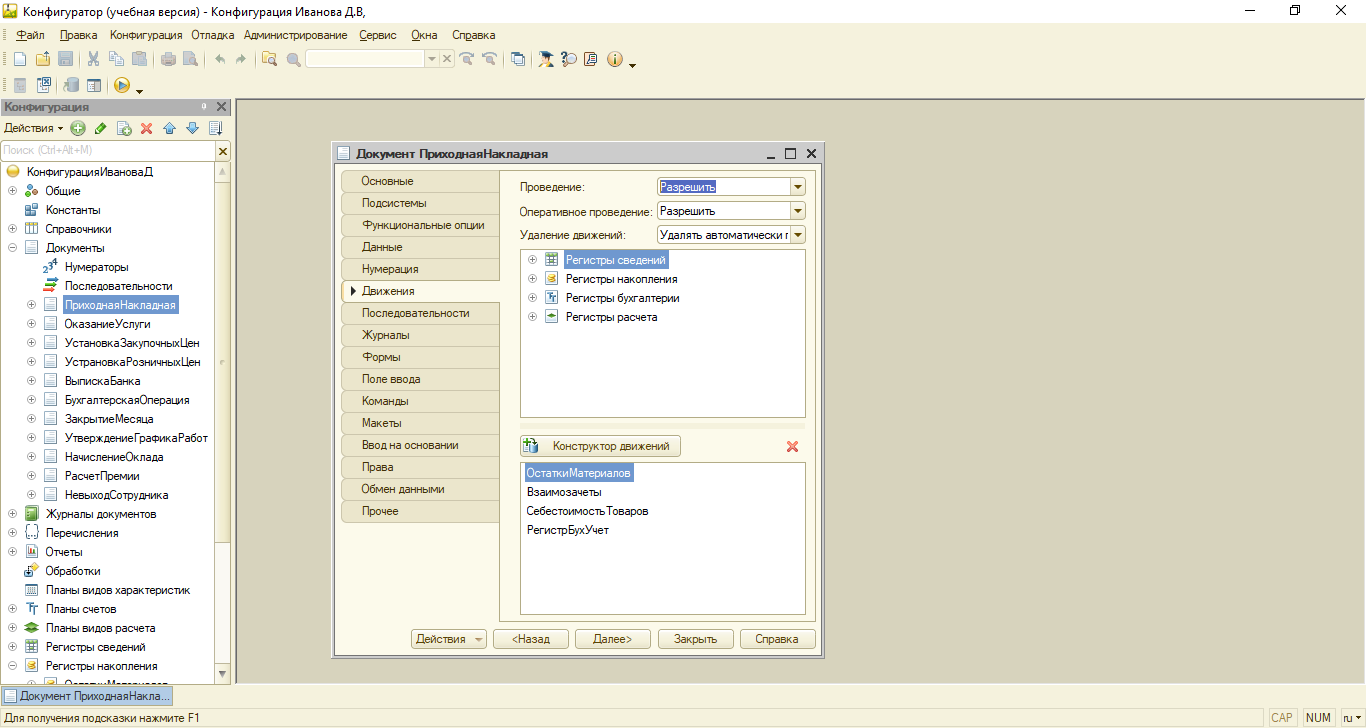 Конфигуратор (учебная версия) - Конфигурация Иванова Д.В,
Файл Правка Конфигурация Отладка Администрирование Сервис Окна Справка
Конфигурация
Действия
Поиск (Ctrl+Alt+M)
КонфигурацияИвановаД
Общие
Константы
Справочники
Документы
Нумераторы
Последовательности
ПриходнаяНакладная
ОказаниеУслуги
УстановкаЗакупочныхЦен
УстрановкаРозничныхЦен
ВыпискаБанка
БухгалтерскаяОперация
ЗакрытиеМесяца
УтверждениеГрафикаРабот
НачислениеОклада
РасчетПремии
НевыходСотрудника
Журналы документов
Перечисления
Отчеты
Обработки
Планы видов характеристик
Планы счетов
Планы видов расчета
Регистры сведений
Регистры накопления
Документ ПриходнаяНакладная
Основные
Подсистемы
Функциональные опции
Данные
Нумерация
Движения
Последовательности
Журналы
Формы
Поле ввода
Команды
Макеты
Ввод на основании
Права
Обмен данными
Прочее
Проведение: Разрешить
Оперативное проведение: Разрешить
Удаление движений: Удалять автоматически г
Регистры сведений
Регистры накопления
Регистры бухгалтерии
Регистры расчета
Конструктор движений
ОстаткиМатериалов
Взаимозачеты
СебестоимостьТоваров
РегистрБухУчет
Действия <Назад Далее> Закрыть Справка
Документ ПриходнаяНакла...
Для получения подсказки нажмите F1 CAP NUM ru